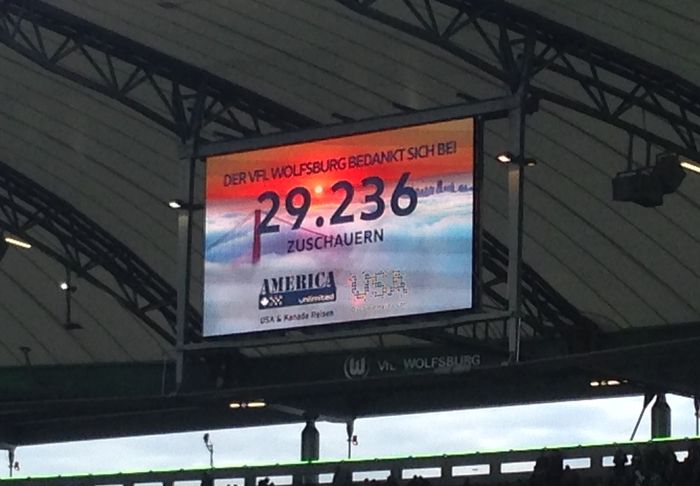 DER VFL WOLFSBURG BEDANKT SICH BEI
29.236
ZUSCHAUERN
AMERICA
unlimited
USA & Kanada Reisen
USA
VfL WOLFSBURG